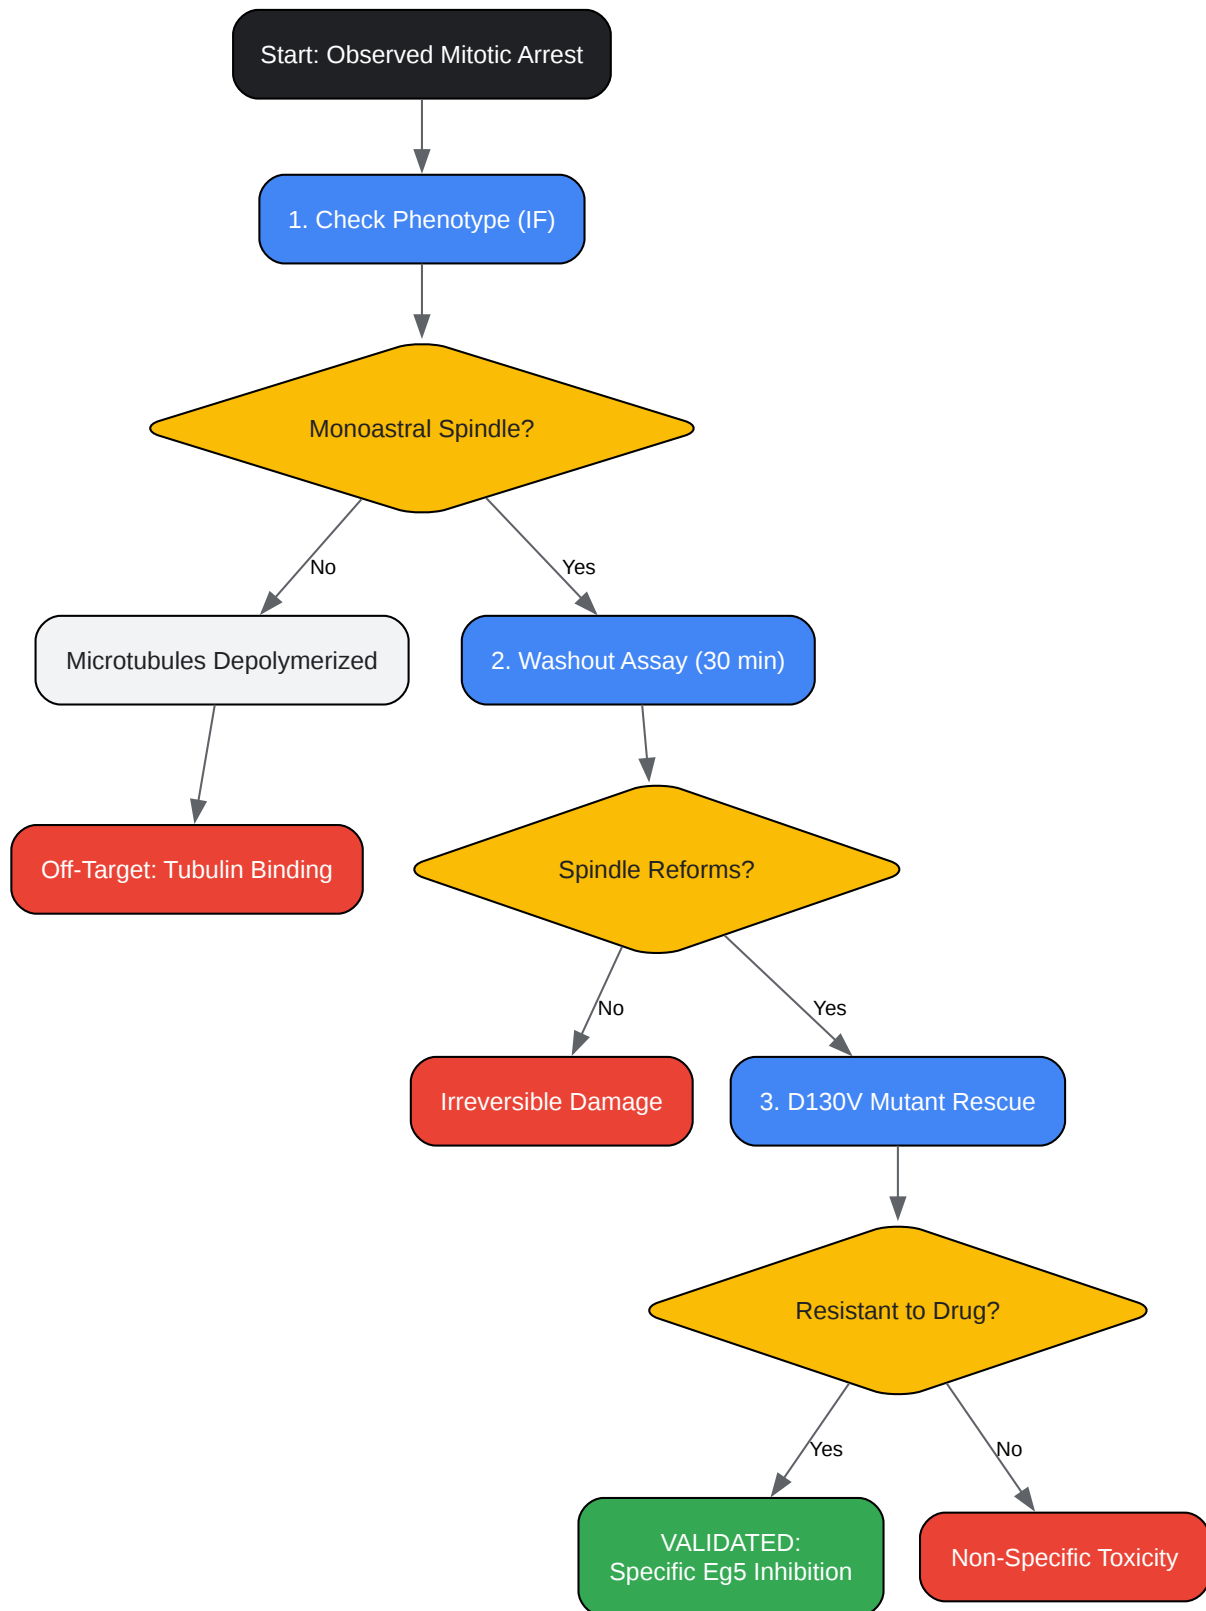 Start: Observed Mitotic Arrest
1. Check Phenotype (IF)
Monoastral Spindle?
No
Yes
Microtubules Depolymerized
2. Washout Assay (30 min)
Off-Target: Tubulin Binding
Spindle Reforms?
No
Yes
Irreversible Damage
3. D130V Mutant Rescue
Resistant to Drug?
Yes
No
VALIDATED:
Specific Eg5 Inhibition
Non-Specific Toxicity